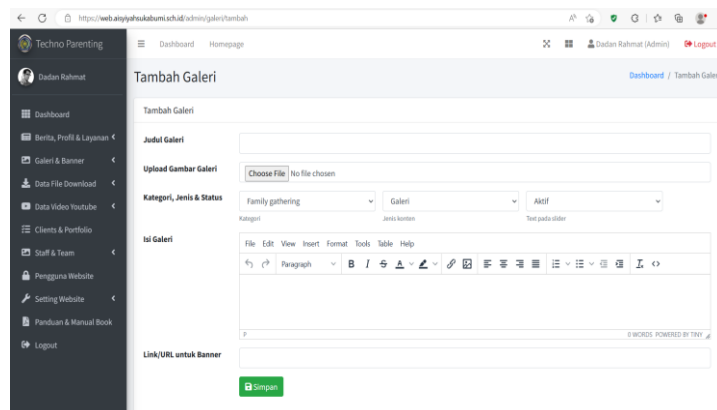 https://web.aisyiyahsukabumi.sch.id/admin/galeri/tambah
Techno Parenting
Dashboard Homepage
Dadan Rahmat (Admin) Logout
Dadan Rahmat
Tambah Galeri
Dashboard / Tambah Galer
Dashboard
Berita, Profil & Layanan
Galeri & Banner
Data File Download
Data Video Youtube
Clients & Portfolio
Staff & Team
Pengguna Website
Setting Website
Panduan & Manual Book
Logout
Tambah Galeri
Judul Galeri
Upload Gambar Galeri
Choose File No file chosen
Kategori, Jenis & Status
Family gathering Galeri Aktif
Kategori Jenis konten Text pada slider
Isi Galeri
File Edit View Insert Format Tools Table Help
Paragraph B I S A
P 0 WORDS POWERED BY TINY
Link/URL untuk Banner
Simpan